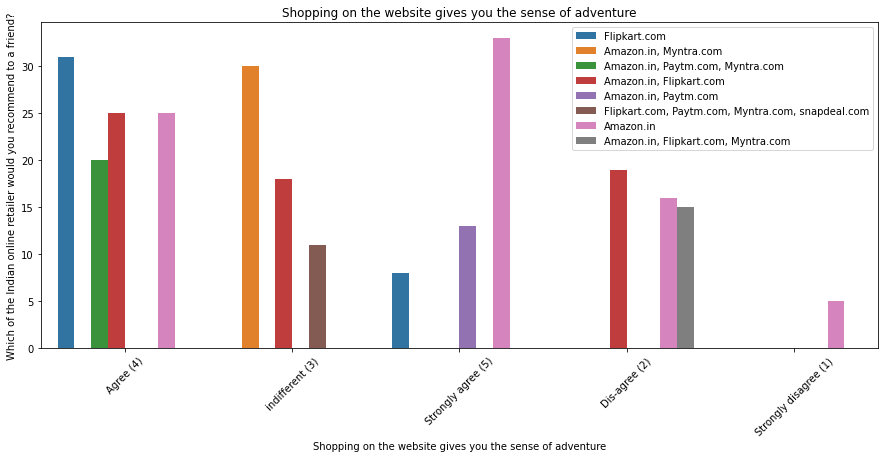 Shopping on the website gives you the sense of adventure
Which of the Indian online retailer would you recommend to a friend?
30
25
20
15
10
5
0
Flipkart.com
Amazon.in, Myntra.com
Amazon.in, Paytm.com, Myntra.com
Amazon.in, Flipkart.com
Amazon.in, Paytm.com
Flipkart.com, Paytm.com, Myntra.com, snapdeal.com
Amazon.in
Amazon.in, Flipkart.com, Myntra.com
Agree (4)
indifferent (3)
Strongly agree (5)
Dis-agree (2)
Strongly disagree (1)
Shopping on the website gives you the sense of adventure